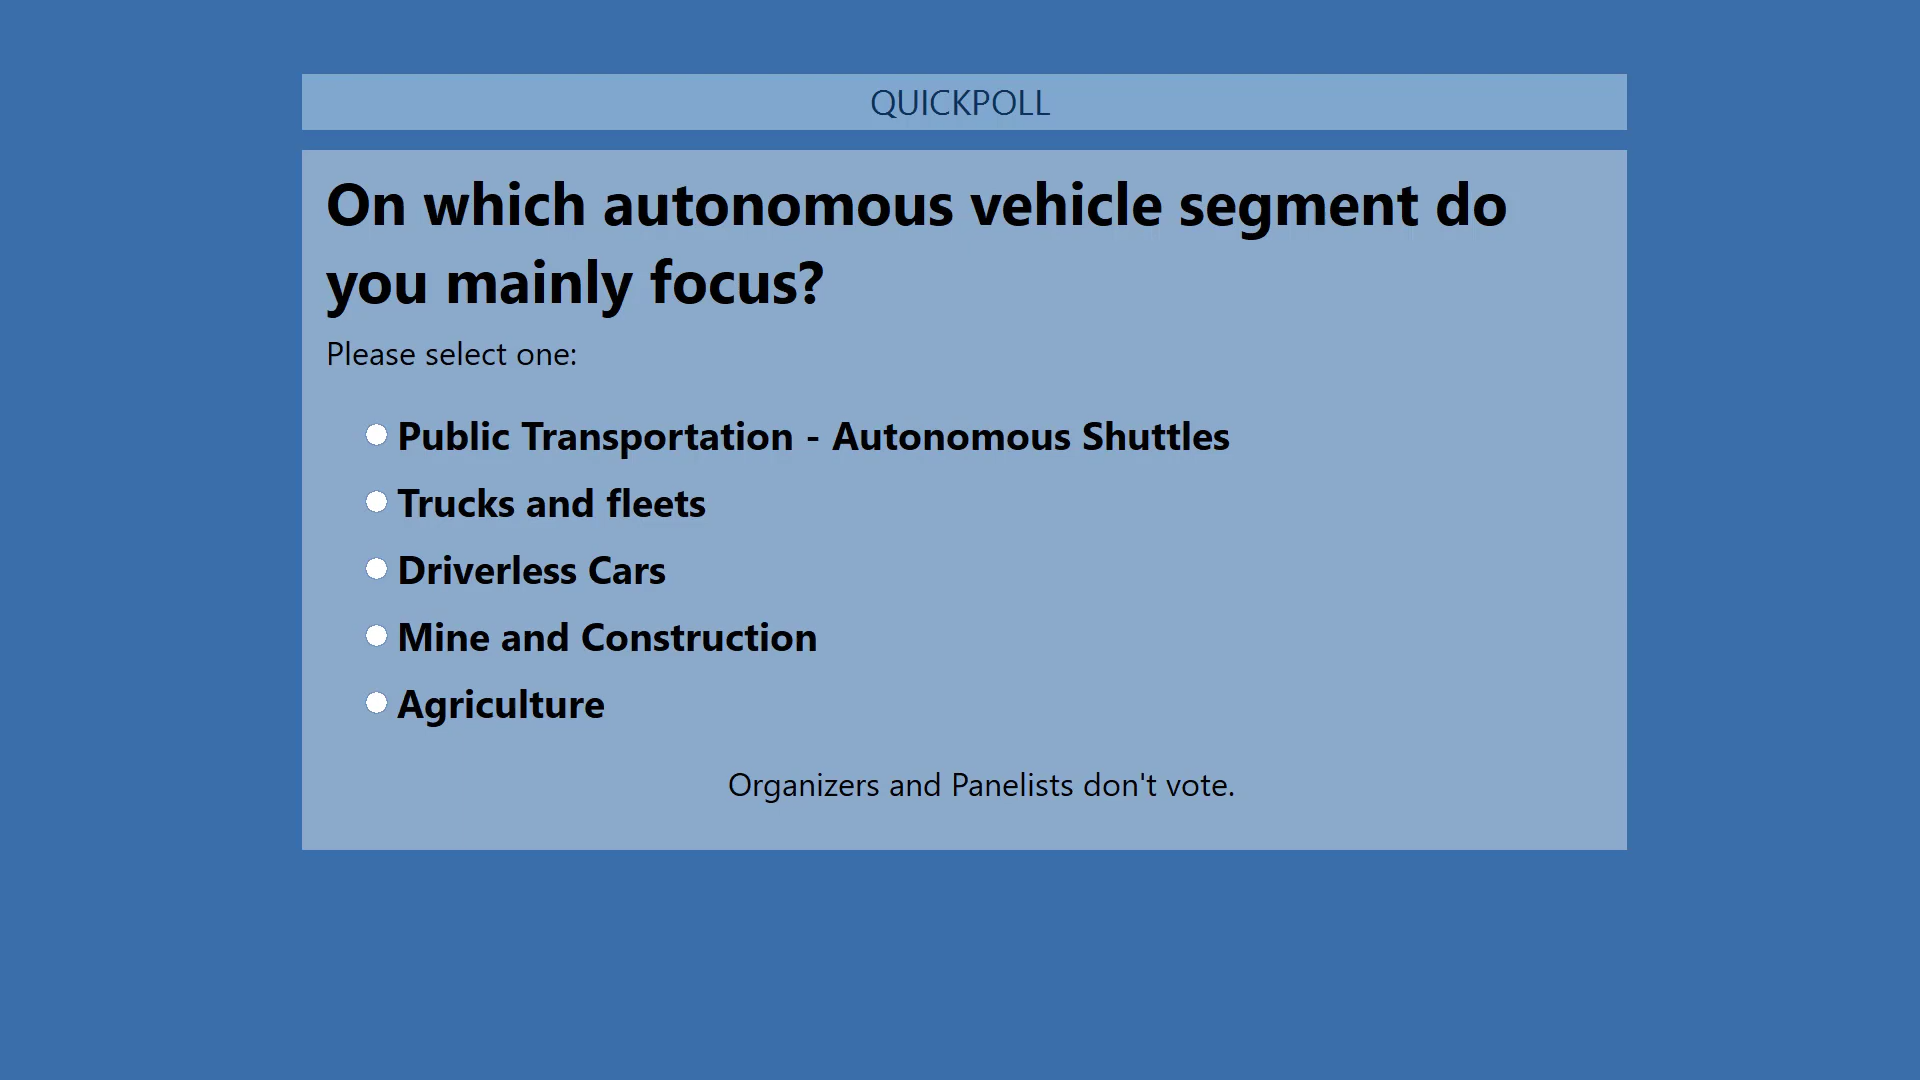 QUICKPOLL
On which autonomous vehicle segment do
you mainly focus?
Please select one:
Public Transportation - Autonomous Shuttles
Trucks and fleets
Driverless Cars
Mine and Construction
Agriculture
Organizers and Panelists don't vote.